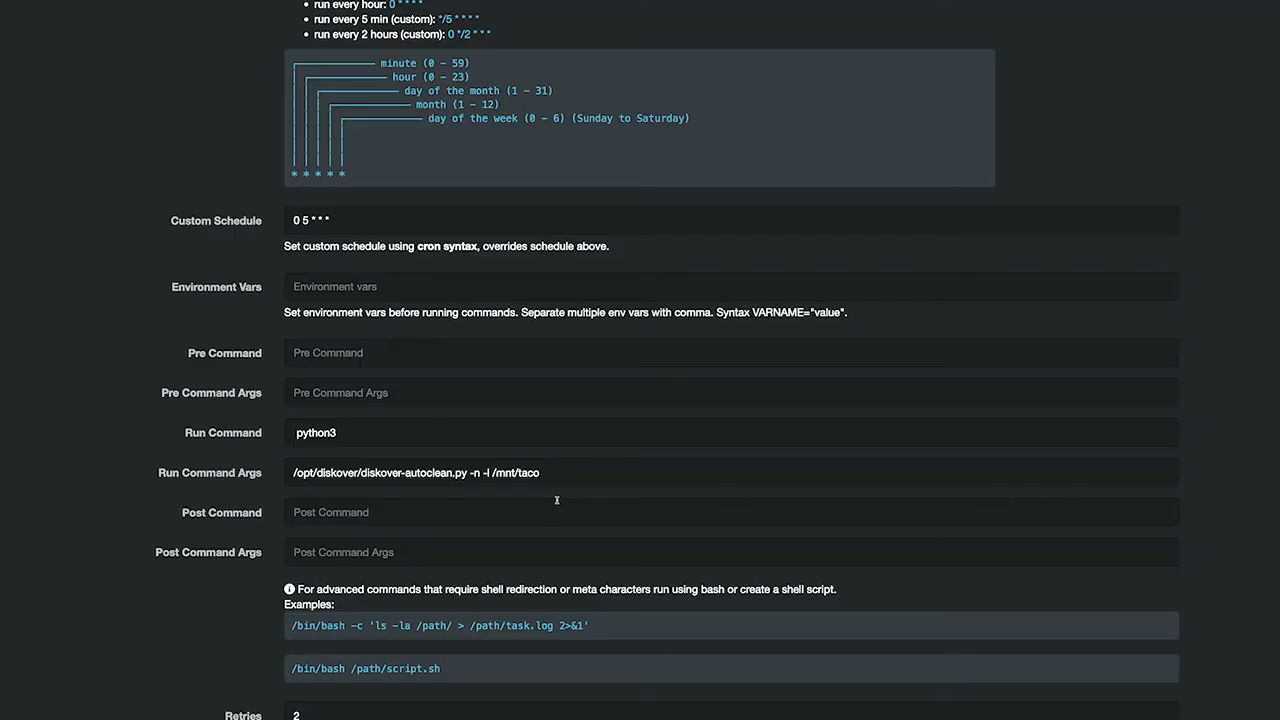 run every hour: 0 * * * *
run every 5 min (custom): */5 * * * *
run every 2 hours (custom): 0 */2 * * *
minute (0 - 59)
hour (0 - 23)
day of the month (1 - 31)
month (1 - 12)
day of the week (0 - 6) (Sunday to Saturday)
* * * * *
Custom Schedule
0 5 * * *
Set custom schedule using cron syntax, overrides schedule above.
Environment Vars
Environment vars
Set environment vars before running commands. Separate multiple env vars with comma. Syntax VARNAME="value".
Pre Command
Pre Command
Pre Command Args
Pre Command Args
Run Command
python3
Run Command Args
/opt/diskover/diskover-autoclean.py -n -l /mnt/taco
Post Command
Post Command
Post Command Args
Post Command Args
For advanced commands that require shell redirection or meta characters run using bash or create a shell script.
Examples:
/bin/bash -c 'ls -la /path/ > /path/task.log 2>&1'
/bin/bash /path/script.sh
Retries
2